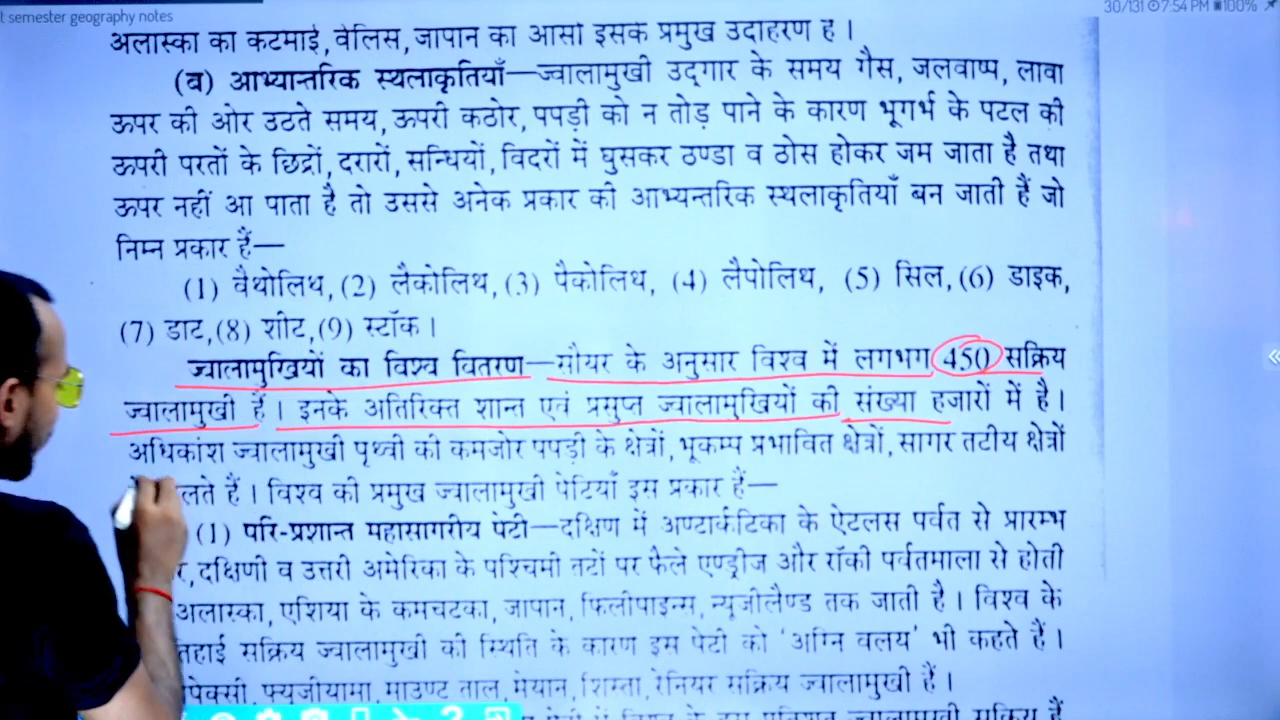 t semester geography notes
30/131 7:54 PM 100%
अलास्का का कटमाई, वेलिस, जापान का आसो इसके प्रमुख उदाहरण हैं ।
(ब) आभ्यान्तरिक स्थलाकृतियाँ—ज्वालामुखी उद्गार के समय गैस, जलवाष्प, लावा
ऊपर की ओर उठते समय, ऊपरी कठोर, पपड़ी को न तोड़ पाने के कारण भूगर्भ के पटल की
ऊपरी परतों के छिद्रों, दरारों, सन्धियों, विदरों में घुसकर ठण्डा व ठोस होकर जम जाता है तथा
ऊपर नहीं आ पाता है तो उससे अनेक प्रकार की आभ्यन्तरिक स्थलाकृतियाँ बन जाती हैं जो
निम्न प्रकार हैं—
(1) वैथोलिथ, (2) लैकोलिथ, (3) पैकोलिथ, (4) लैपोलिथ, (5) सिल, (6) डाइक,
(7) डाट, (8) शीट, (9) स्टॉक ।
ज्वालामुखियों का विश्व वितरण—सौयर के अनुसार विश्व में लगभग 450 सक्रिय
ज्वालामुखी हैं । इनके अतिरिक्त शान्त एवं प्रसुप्त ज्वालामुखियों की संख्या हजारों में है ।
अधिकांश ज्वालामुखी पृथ्वी की कमजोर पपड़ी के क्षेत्रों, भूकम्प प्रभावित क्षेत्रों, सागर तटीय क्षेत्रों
लते हैं । विश्व की प्रमुख ज्वालामुखी पेटियाँ इस प्रकार हैं—
(1) परि-प्रशान्त महासागरीय पेटी—दक्षिण में अण्टार्कटिका के ऐटलस पर्वत से प्रारम्भ
र, दक्षिणी व उत्तरी अमेरिका के पश्चिमी तटों पर फैले एण्ड्रीज और रॉकी पर्वतमाला से होती
अलास्का, एशिया के कमचटका, जापान, फिलीपाइन्स, न्यूजीलैण्ड तक जाती है । विश्व के
तिहाई सक्रिय ज्वालामुखी की स्थिति के कारण इस पेटी को 'अग्नि वलय' भी कहते हैं ।
पेक्सी, फ्यूजीयामा, माउण्ट ताल, मेयान, शिस्ता, रेनियर सक्रिय ज्वालामुखी हैं ।